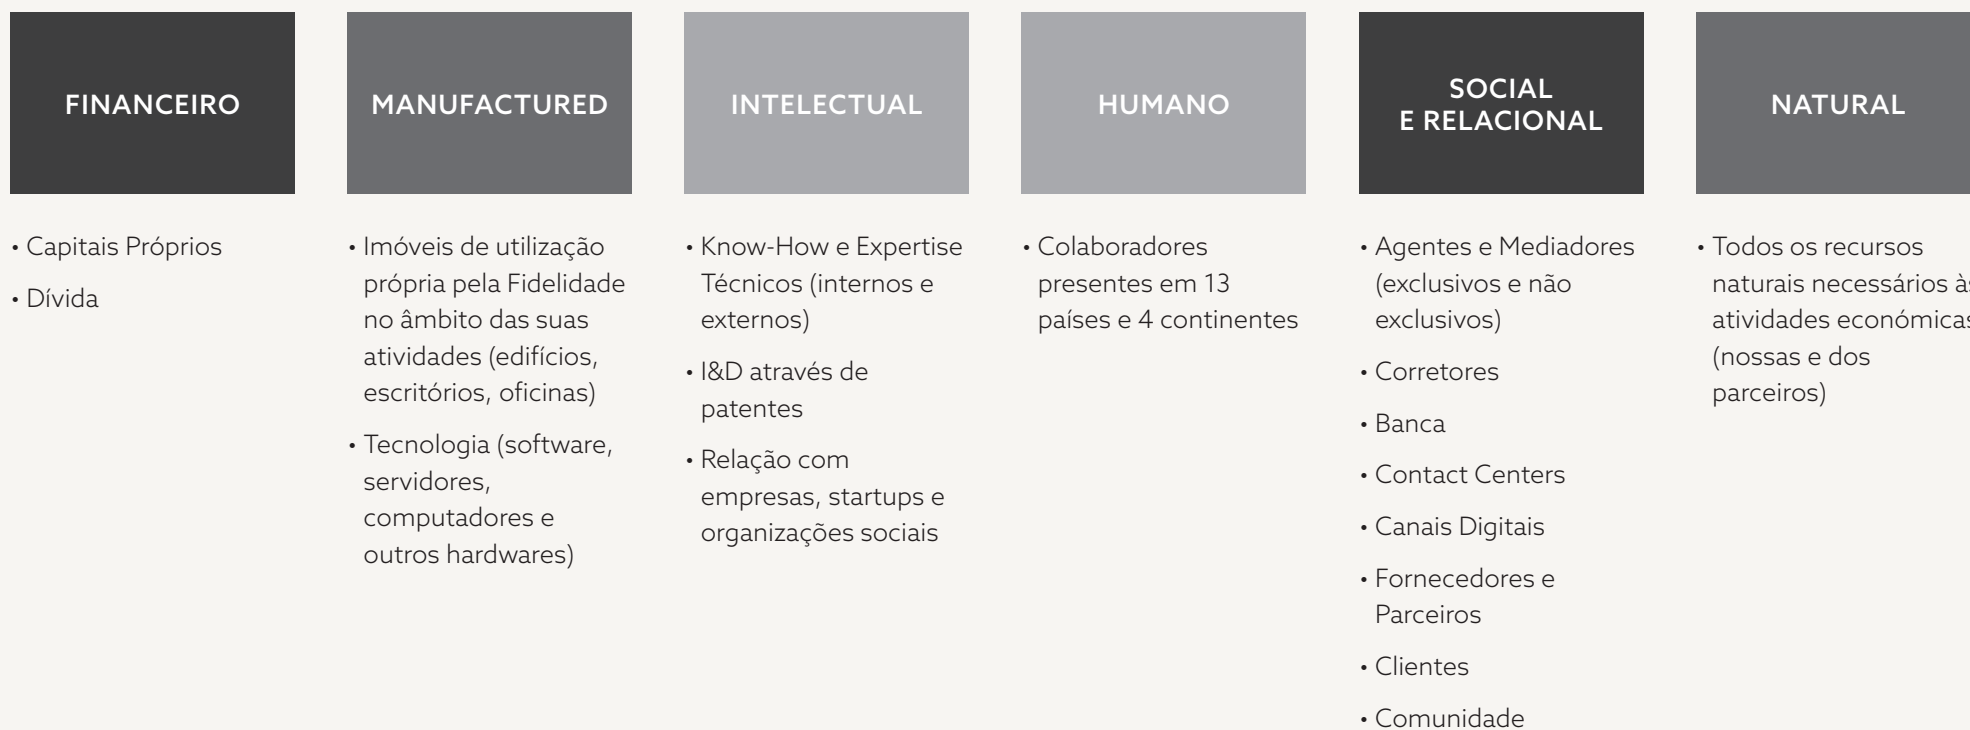 FINANCEIRO
• Capitais Próprios
• Dívida
MANUFACTURED
• Imóveis de utilização
própria pela Fidelidade
no âmbito das suas
atividades (edifícios,
escritórios, oficinas)
• Tecnologia (software,
servidores,
computadores e
outros hardwares)
INTELECTUAL
• Know-How e Expertise
Técnicos (internos e
externos)
• I&D através de
patentes
• Relação com
empresas, startups e
organizações sociais
HUMANO
• Colaboradores
presentes em 13
países e 4 continentes
SOCIAL
E RELACIONAL
• Agentes e Mediadores
(exclusivos e não
exclusivos)
• Corretores
• Banca
• Contact Centers
• Canais Digitais
• Fornecedores e
Parceiros
• Clientes
• Comunidade
NATURAL
• Todos os recursos
naturais necessários às
atividades económicas
(nossas e dos
parceiros)